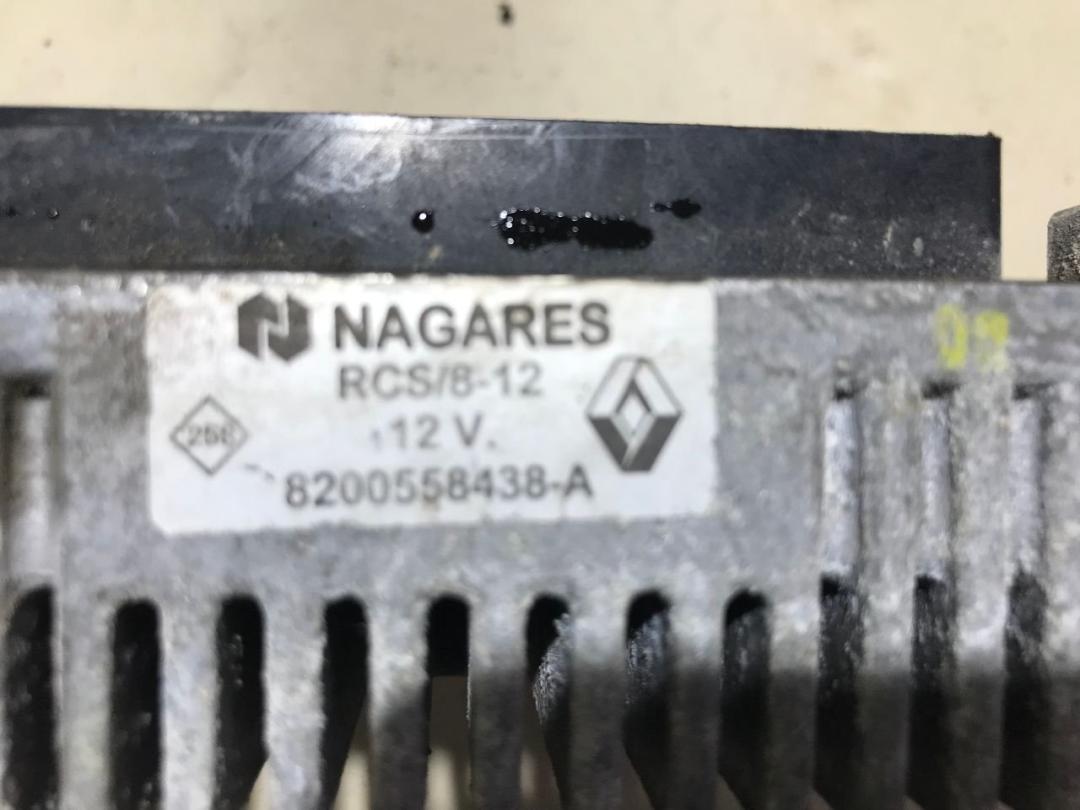 NAGARES
RCS/8-12
12 V.
8200558438-A